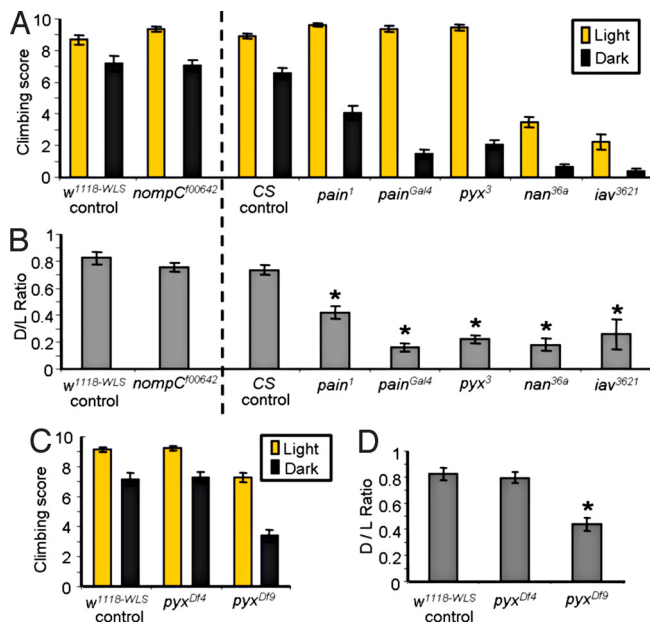 A
Light
Dark
Climbing score
10
8
6
4
2
0
w1118-WLS control
nompCf00642
CS control
pain1
painGal4
pyx3
nan36a
iav3621
B
D/L Ratio
1
0.8
0.6
0.4
0.2
0
*
*
*
*
*
w1118-WLS control
nompCf00642
CS control
pain1
painGal4
pyx3
nan36a
iav3621
C
Light
Dark
Climbing score
10
8
6
4
2
0
w1118-WLS control
pyxDf4
pyxDf9
D
D / L Ratio
1
0.8
0.6
0.4
0.2
0
*
w1118-WLS control
pyxDf4
pyxDf9